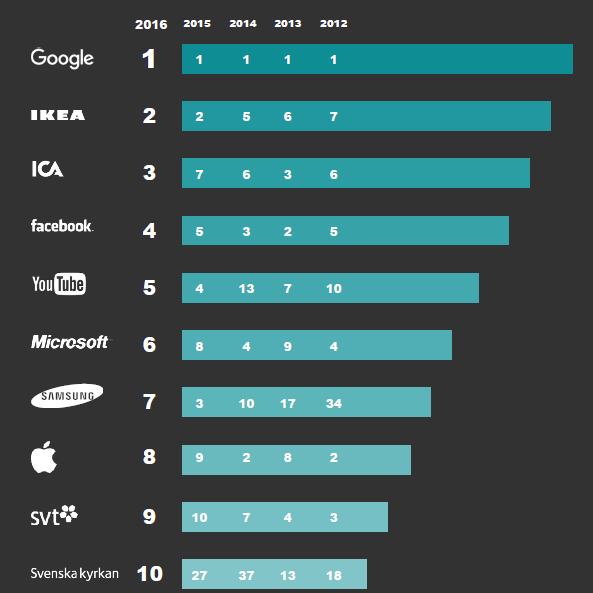 2016 2015 2014 2013 2012
Google 1 1 1 1 1
IKEA 2 2 5 6 7
ICA 3 7 6 3 6
facebook. 4 5 3 2 5
YouTube 5 4 13 7 10
Microsoft 6 8 4 9 4
SAMSUNG 7 3 10 17 34
8 9 2 8 2
svt 9 10 7 4 3
Svenska kyrkan 10 27 37 13 18